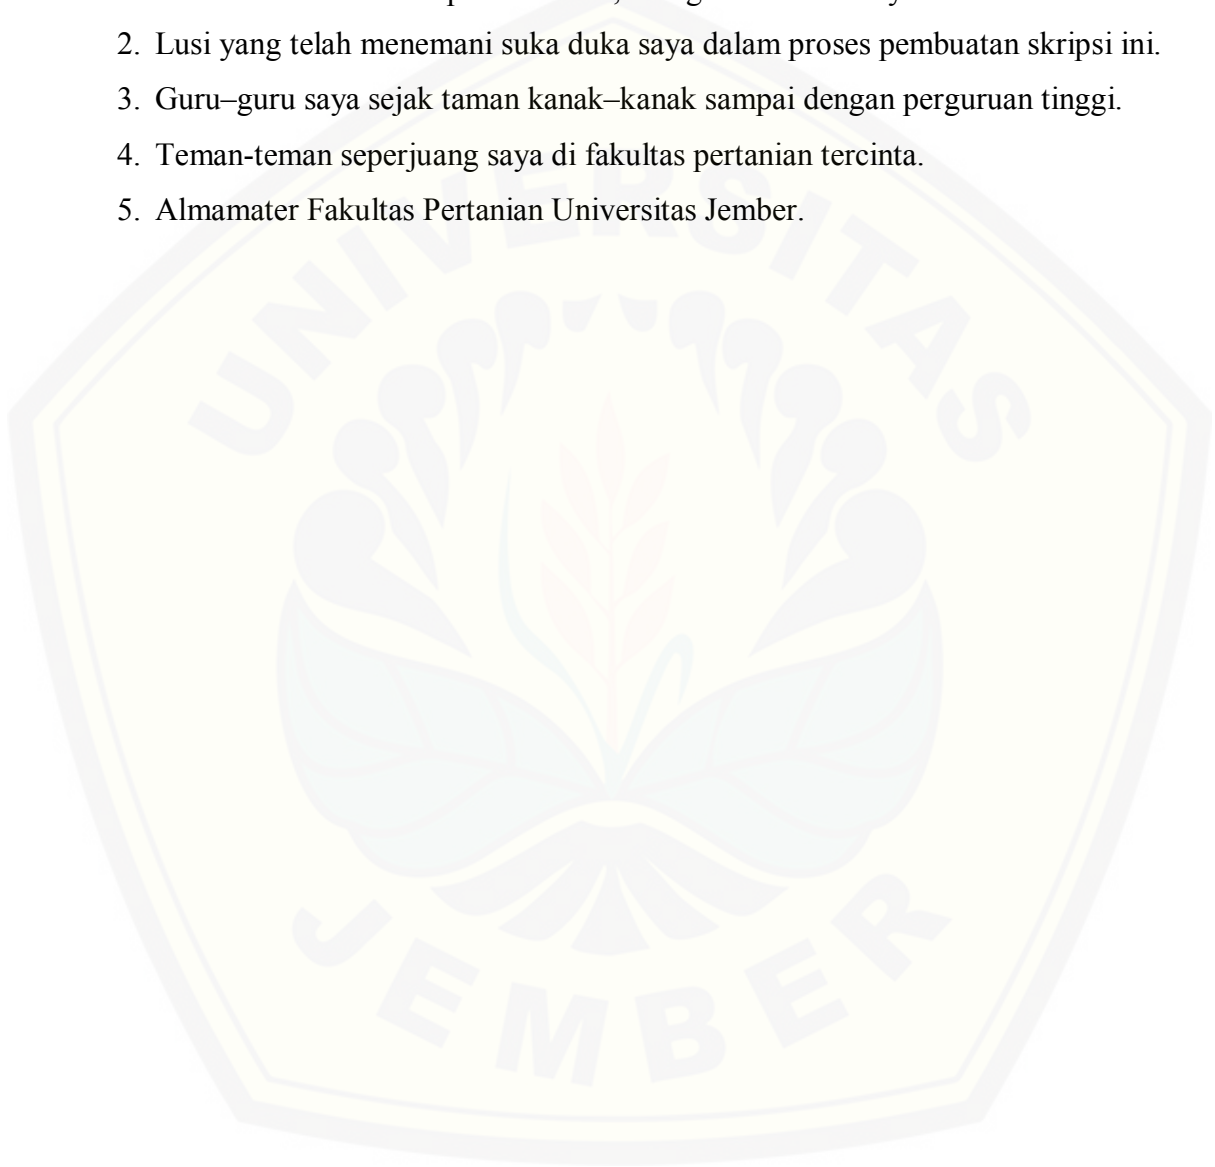 2. Lusi yang telah menemani suka duka saya dalam proses pembuatan skripsi ini.
3. Guru–guru saya sejak taman kanak–kanak sampai dengan perguruan tinggi.
4. Teman-teman seperjuang saya di fakultas pertanian tercinta.
5. Almamater Fakultas Pertanian Universitas Jember.
UNIVERSITAS
JEMBER